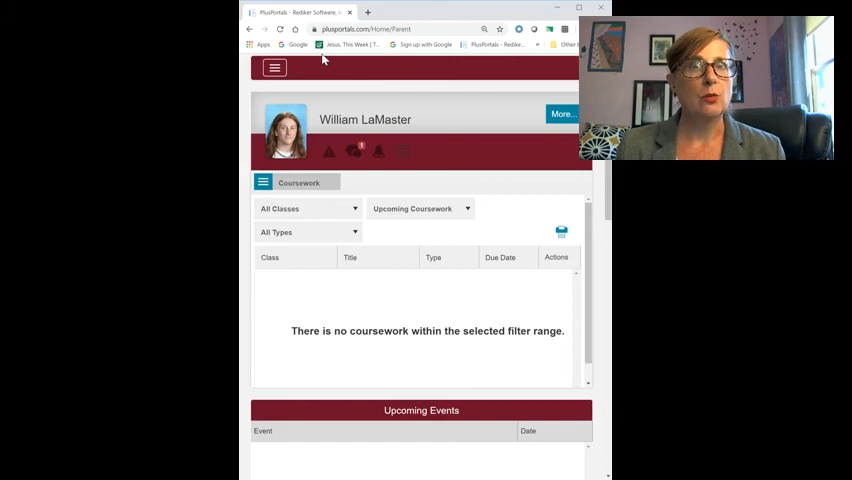 PlusPortals - Rediker Software, I
plusportals.com/Home/Parent
Apps Google Jesus, This Week | T... Sign up with Google PlusPortals - Redike... » Other
William LaMaster
More...
1
Coursework
All Classes Upcoming Coursework
All Types
Class Title Type Due Date Actions
There is no coursework within the selected filter range.
Upcoming Events
Event Date